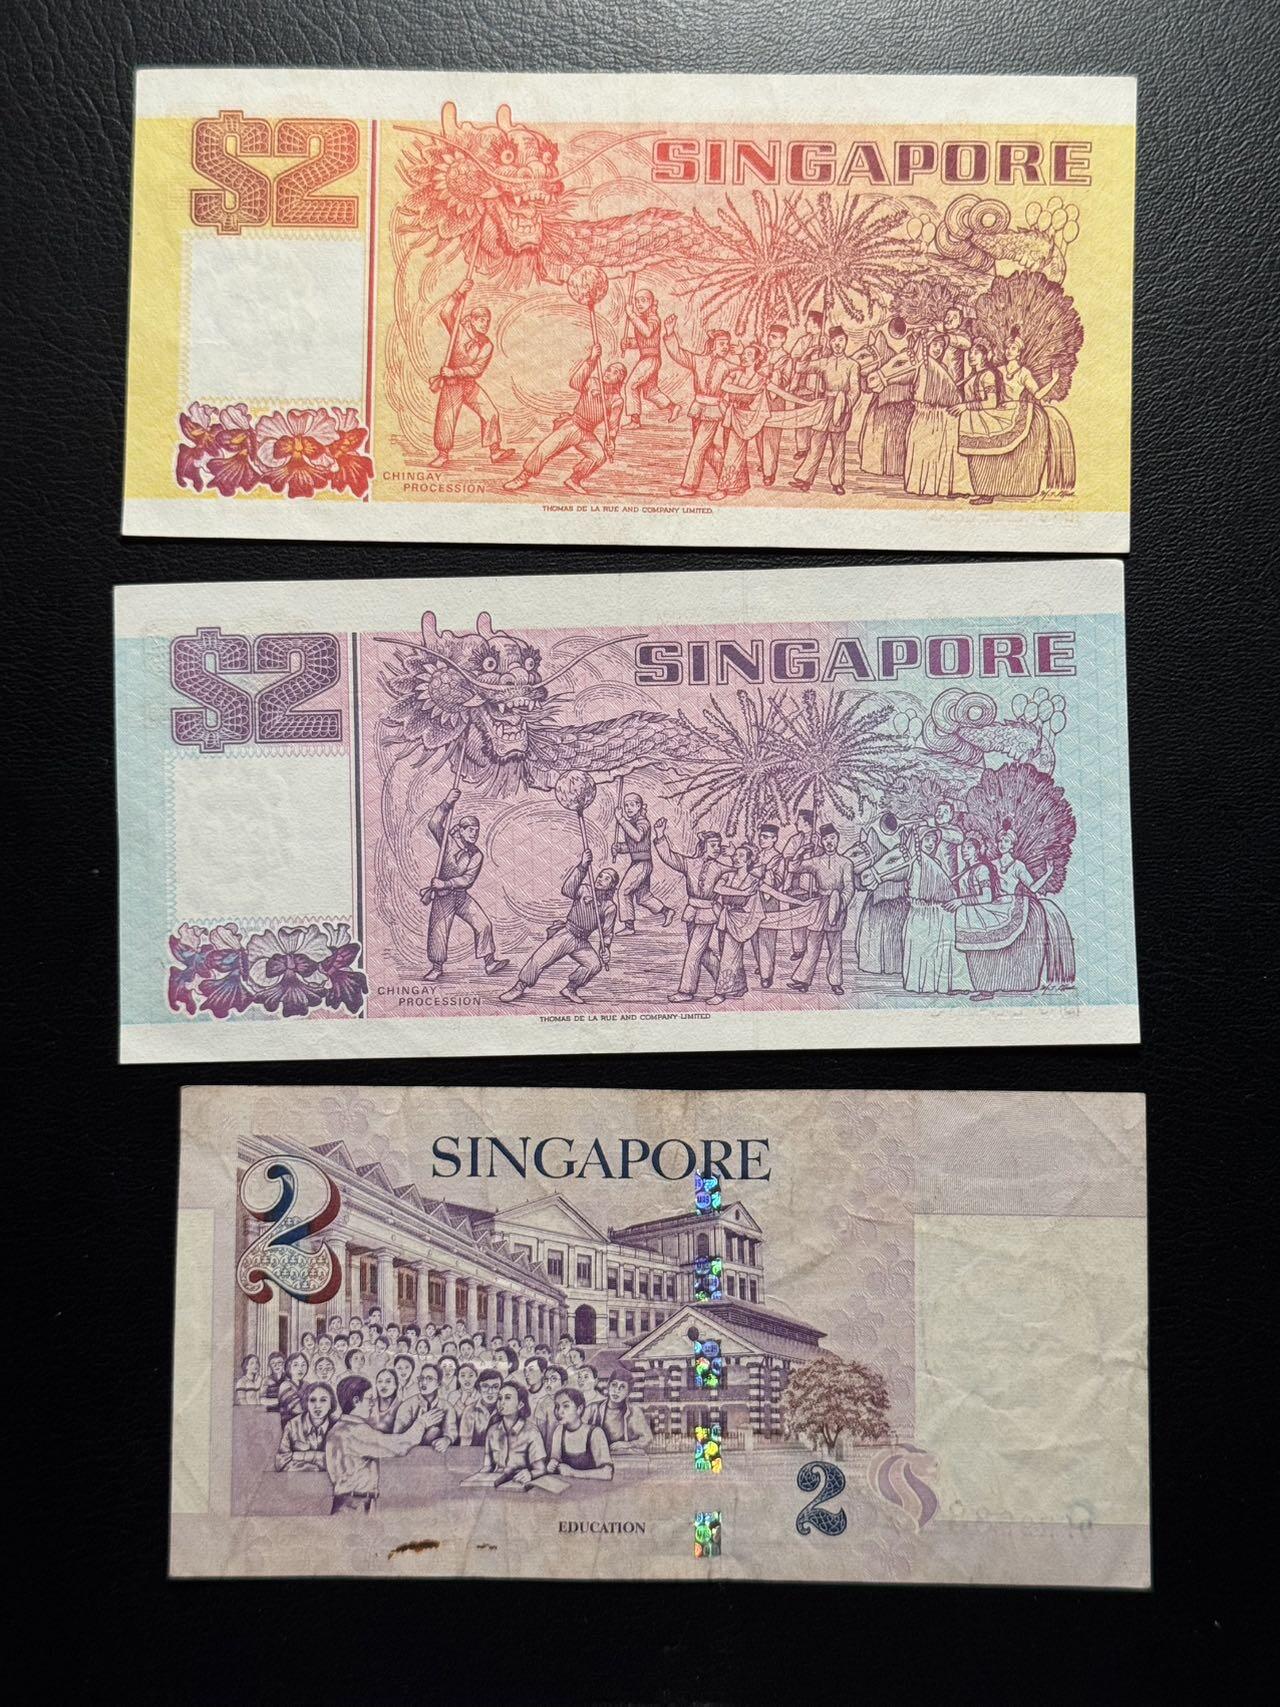 $2
SINGAPORE
CHINGAY
PROCESSION
THOMAS DE LA RUE AND COMPANY LIMITED.
$2
SINGAPORE
CHINGAY
PROCESSION
THOMAS DE LA RUE AND COMPANY LIMITED
SINGAPORE
2
2
EDUCATION